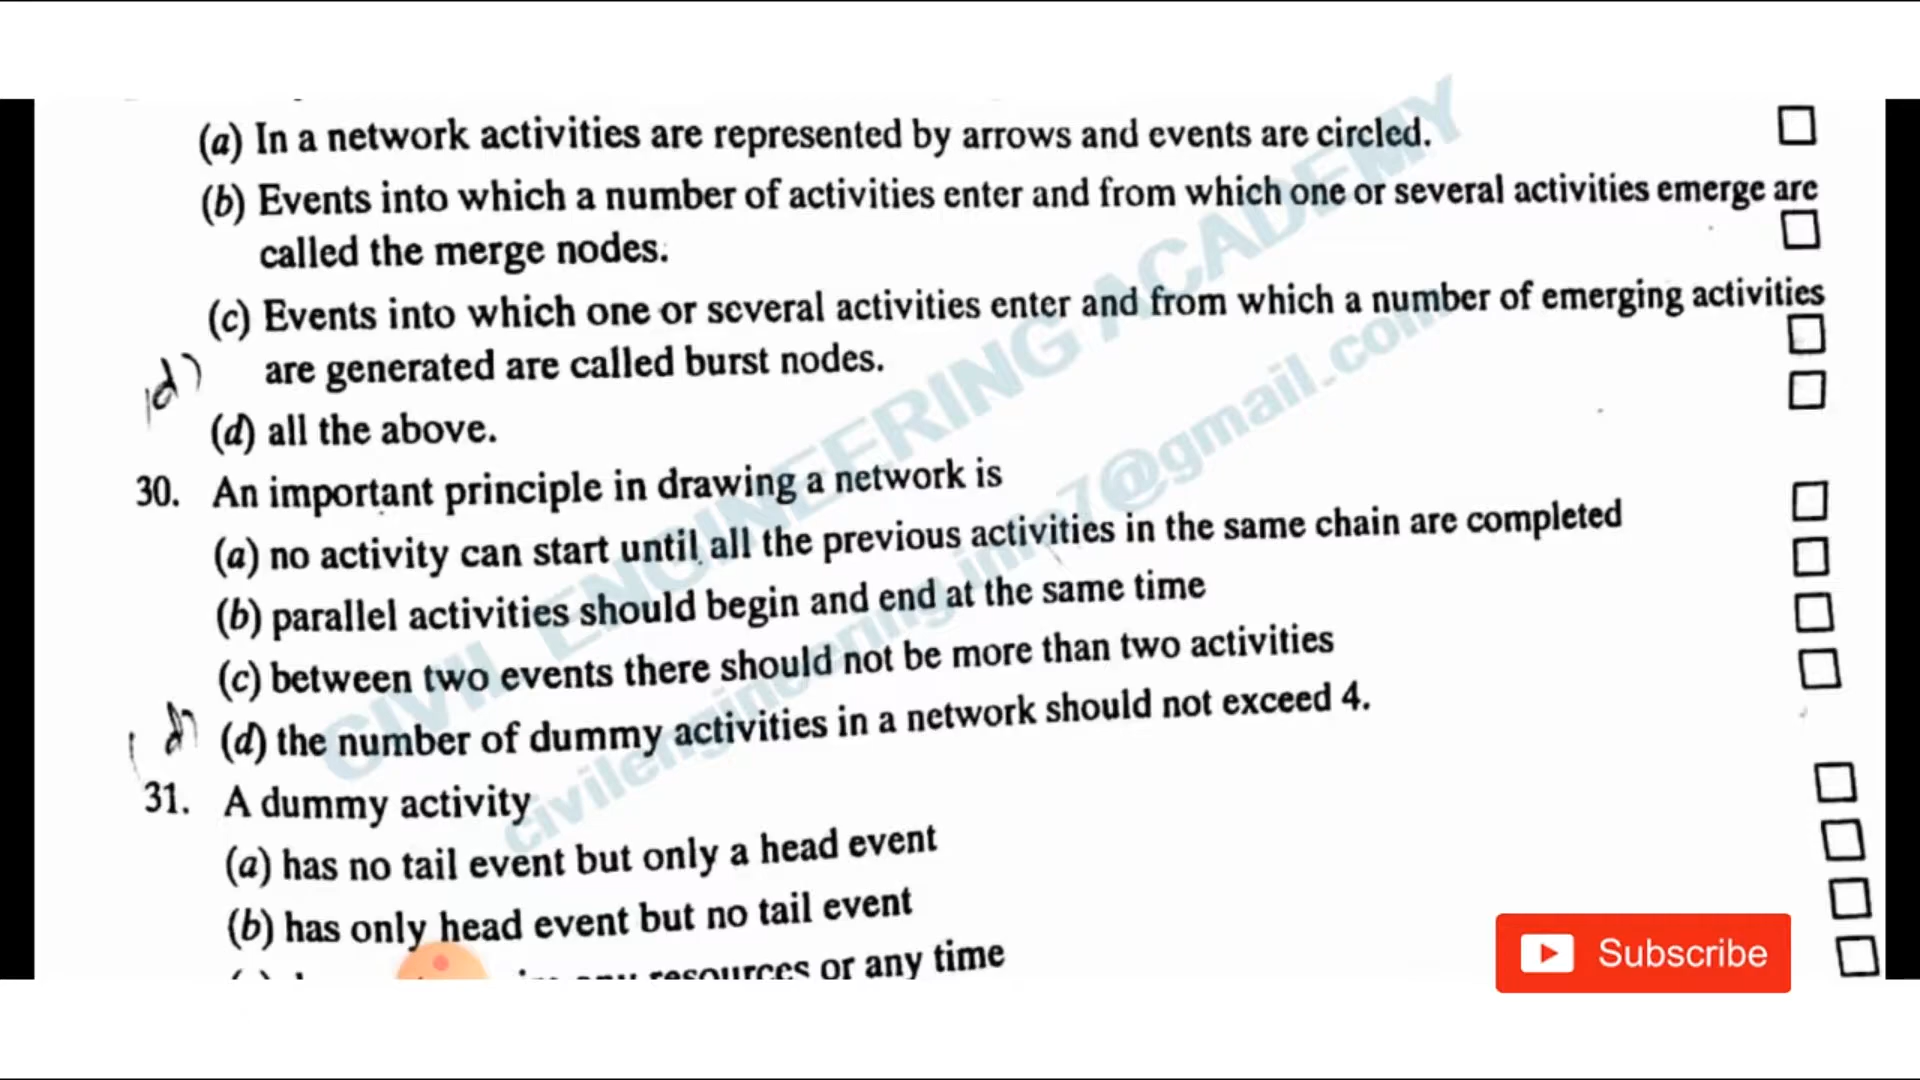 (a) In a network activities are represented by arrows and events are circled.
(b) Events into which a number of activities enter and from which one or several activities emerge are
called the merge nodes.
(c) Events into which one or several activities enter and from which a number of emerging activities
are generated are called burst nodes.
(d)
(d) all the above.
30. An important principle in drawing a network is
(a) no activity can start until all the previous activities in the same chain are completed
(b) parallel activities should begin and end at the same time
(c) between two events there should not be more than two activities
(d) the number of dummy activities in a network should not exceed 4.
31. A dummy activity
(a) has no tail event but only a head event
(b) has only head event but no tail event
resources or any time
CIVIL ENGINEERING ACADEMY
civilengineering.info7@gmail.com
Subscribe